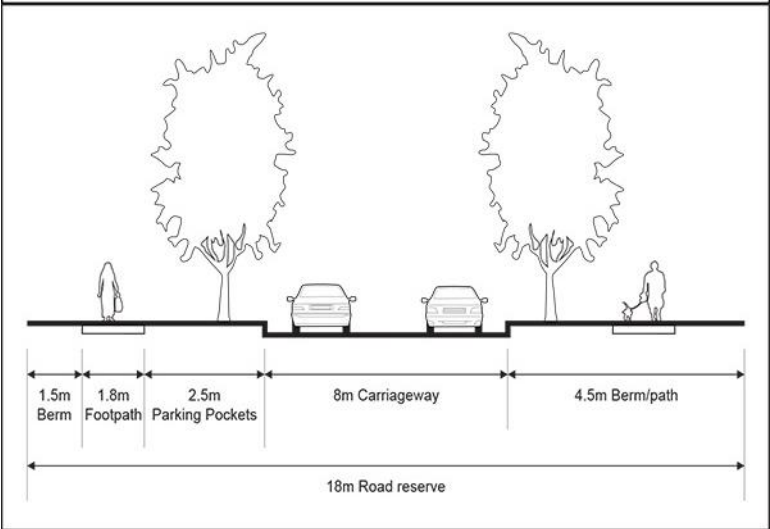 1.5m
Berm
1.8m
Footpath
2.5m
Parking Pockets
8m Carriageway
4.5m Berm/path
18m Road reserve